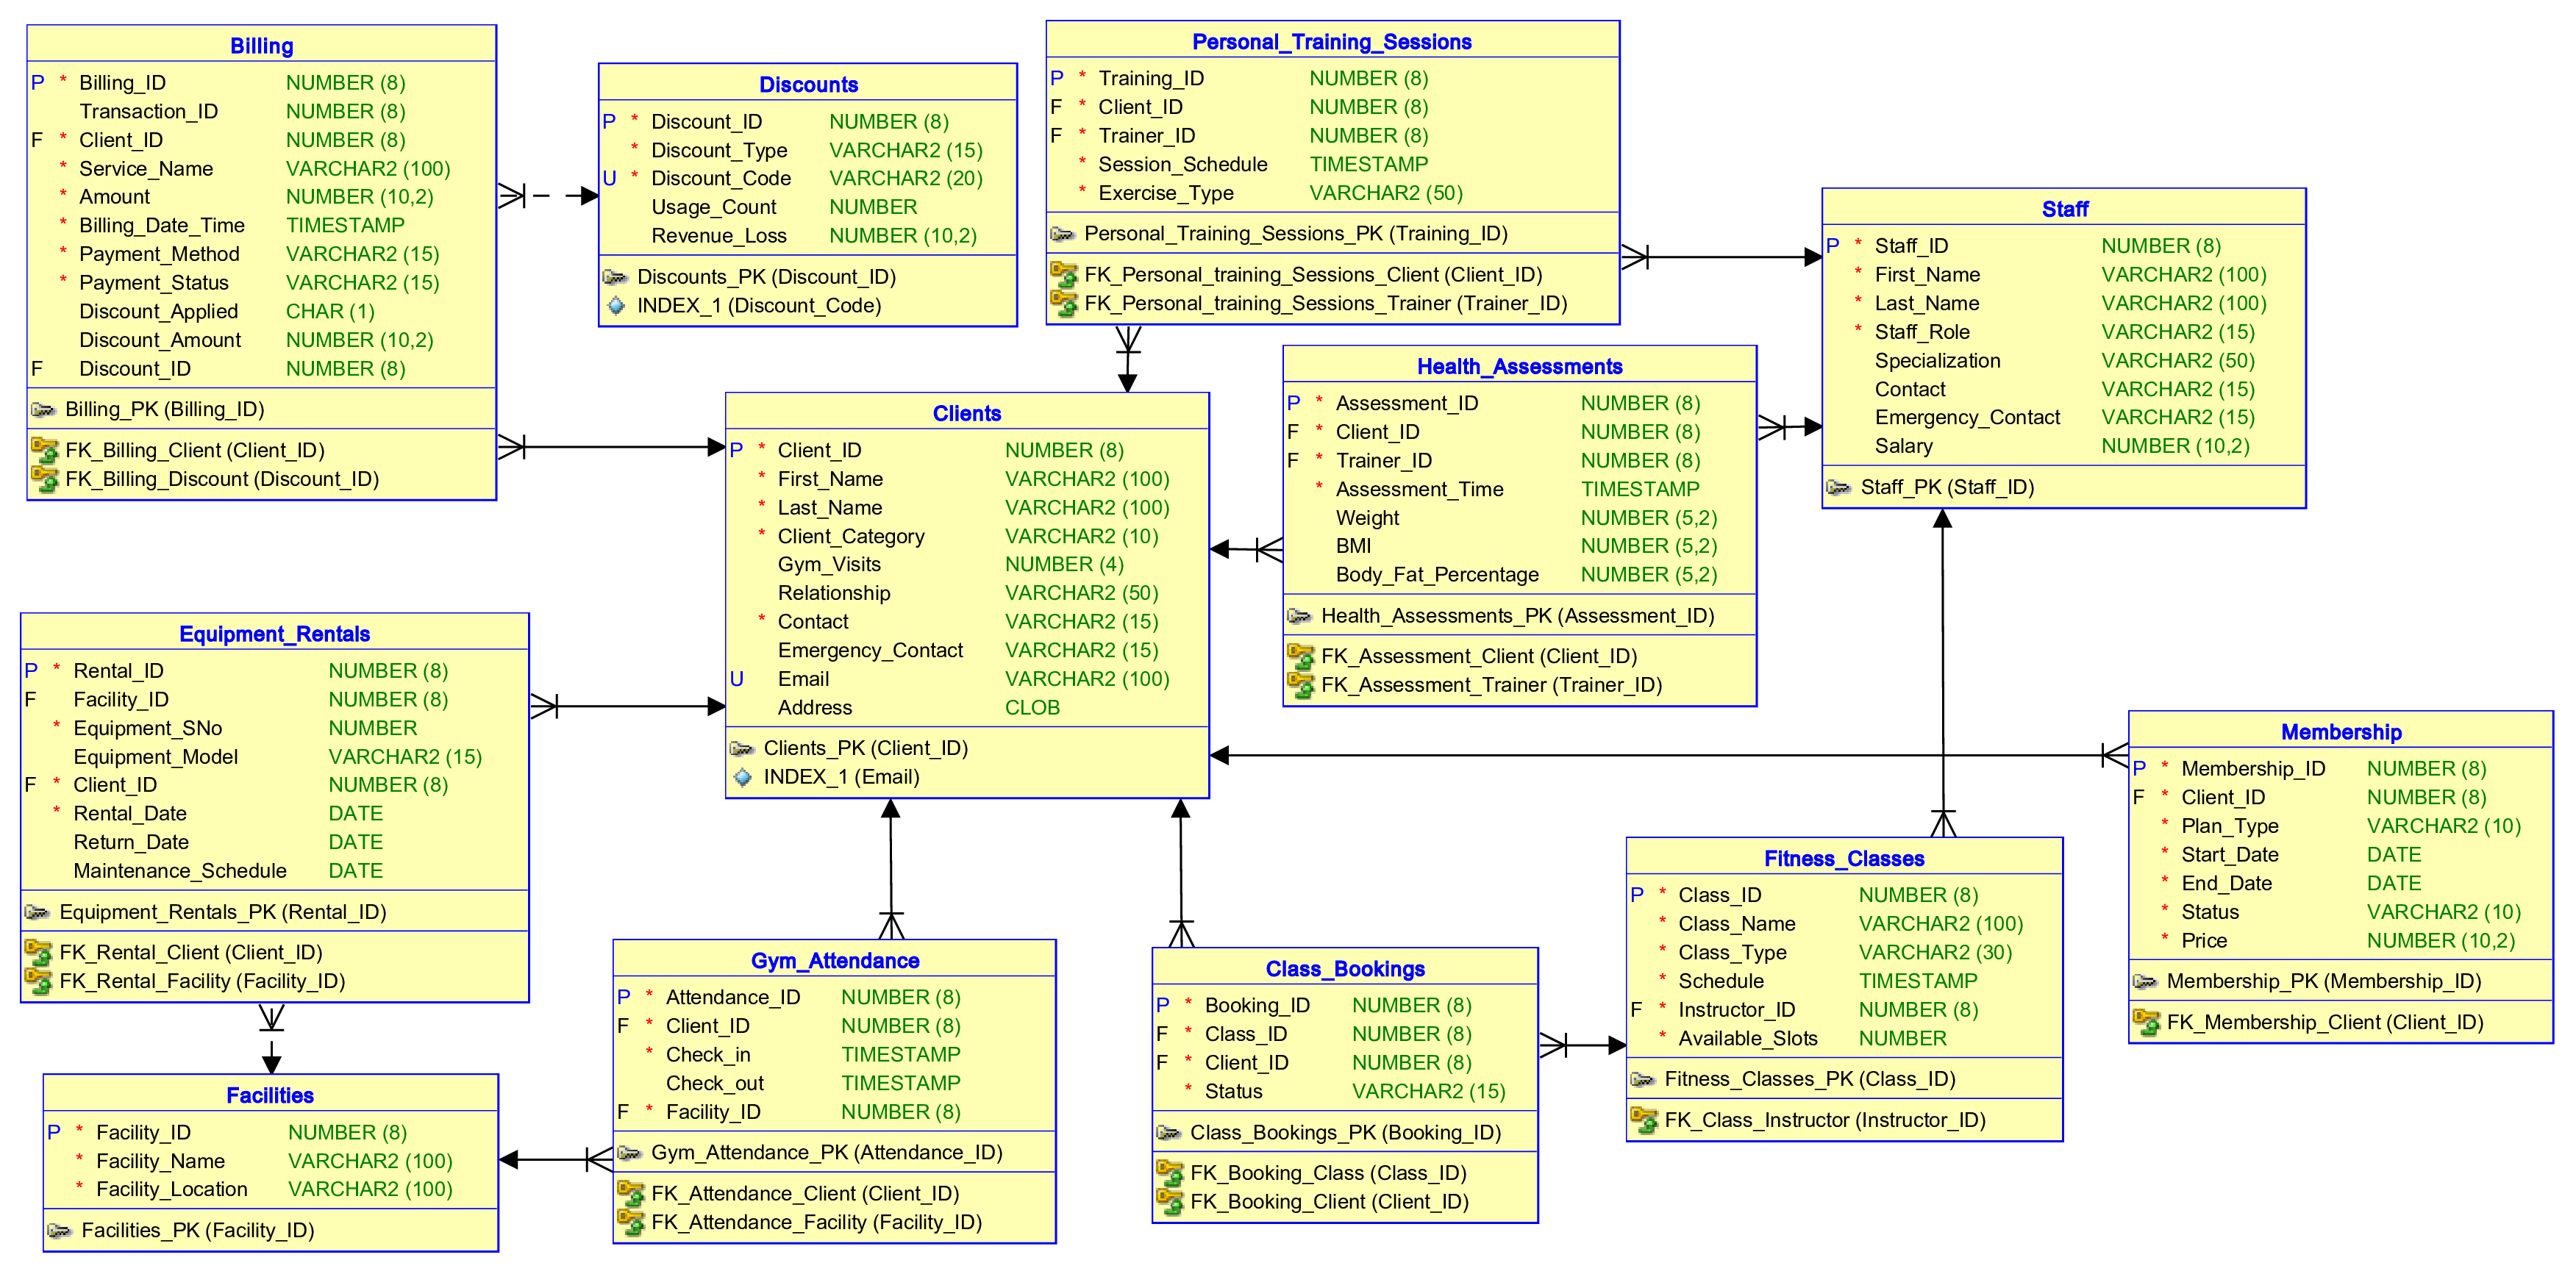 Billing
P * Billing_ID NUMBER (8)
Transaction_ID NUMBER (8)
F * Client_ID NUMBER (8)
* Service_Name VARCHAR2 (100)
* Amount NUMBER (10,2)
* Billing_Date_Time TIMESTAMP
* Payment_Method VARCHAR2 (15)
* Payment_Status VARCHAR2 (15)
Discount_Applied CHAR (1)
Discount_Amount NUMBER (10,2)
F Discount_ID NUMBER (8)
Billing_PK (Billing_ID)
FK_Billing_Client (Client_ID)
FK_Billing_Discount (Discount_ID)
Discounts
P * Discount_ID NUMBER (8)
* Discount_Type VARCHAR2 (15)
U * Discount_Code VARCHAR2 (20)
Usage_Count NUMBER
Revenue_Loss NUMBER (10,2)
Discounts_PK (Discount_ID)
INDEX_1 (Discount_Code)
Personal_Training_Sessions
P * Training_ID NUMBER (8)
F * Client_ID NUMBER (8)
F * Trainer_ID NUMBER (8)
* Session_Schedule TIMESTAMP
* Exercise_Type VARCHAR2 (50)
Personal_Training_Sessions_PK (Training_ID)
FK_Personal_training_Sessions_Client (Client_ID)
FK_Personal_training_Sessions_Trainer (Trainer_ID)
Staff
P * Staff_ID NUMBER (8)
* First_Name VARCHAR2 (100)
* Last_Name VARCHAR2 (100)
* Staff_Role VARCHAR2 (15)
Specialization VARCHAR2 (50)
Contact VARCHAR2 (15)
Emergency_Contact VARCHAR2 (15)
Salary NUMBER (10,2)
Staff_PK (Staff_ID)
Clients
P * Client_ID NUMBER (8)
* First_Name VARCHAR2 (100)
* Last_Name VARCHAR2 (100)
* Client_Category VARCHAR2 (10)
Gym_Visits NUMBER (4)
Relationship VARCHAR2 (50)
* Contact VARCHAR2 (15)
Emergency_Contact VARCHAR2 (15)
U Email VARCHAR2 (100)
Address CLOB
Clients_PK (Client_ID)
INDEX_1 (Email)
Health_Assessments
P * Assessment_ID NUMBER (8)
F * Client_ID NUMBER (8)
F * Trainer_ID NUMBER (8)
* Assessment_Time TIMESTAMP
Weight NUMBER (5,2)
BMI NUMBER (5,2)
Body_Fat_Percentage NUMBER (5,2)
Health_Assessments_PK (Assessment_ID)
FK_Assessment_Client (Client_ID)
FK_Assessment_Trainer (Trainer_ID)
Equipment_Rentals
P * Rental_ID NUMBER (8)
F Facility_ID NUMBER (8)
* Equipment_SNo NUMBER
Equipment_Model VARCHAR2 (15)
F * Client_ID NUMBER (8)
* Rental_Date DATE
Return_Date DATE
Maintenance_Schedule DATE
Equipment_Rentals_PK (Rental_ID)
FK_Rental_Client (Client_ID)
FK_Rental_Facility (Facility_ID)
Membership
P * Membership_ID NUMBER (8)
F * Client_ID NUMBER (8)
* Plan_Type VARCHAR2 (10)
* Start_Date DATE
* End_Date DATE
* Status VARCHAR2 (10)
* Price NUMBER (10,2)
Membership_PK (Membership_ID)
FK_Membership_Client (Client_ID)
Fitness_Classes
P * Class_ID NUMBER (8)
* Class_Name VARCHAR2 (100)
* Class_Type VARCHAR2 (30)
* Schedule TIMESTAMP
F * Instructor_ID NUMBER (8)
* Available_Slots NUMBER
Fitness_Classes_PK (Class_ID)
FK_Class_Instructor (Instructor_ID)
Gym_Attendance
P * Attendance_ID NUMBER (8)
F * Client_ID NUMBER (8)
* Check_in TIMESTAMP
Check_out TIMESTAMP
F * Facility_ID NUMBER (8)
Gym_Attendance_PK (Attendance_ID)
FK_Attendance_Client (Client_ID)
FK_Attendance_Facility (Facility_ID)
Class_Bookings
P * Booking_ID NUMBER (8)
F * Class_ID NUMBER (8)
F * Client_ID NUMBER (8)
* Status VARCHAR2 (15)
Class_Bookings_PK (Booking_ID)
FK_Booking_Class (Class_ID)
FK_Booking_Client (Client_ID)
Facilities
P * Facility_ID NUMBER (8)
* Facility_Name VARCHAR2 (100)
* Facility_Location VARCHAR2 (100)
Facilities_PK (Facility_ID)